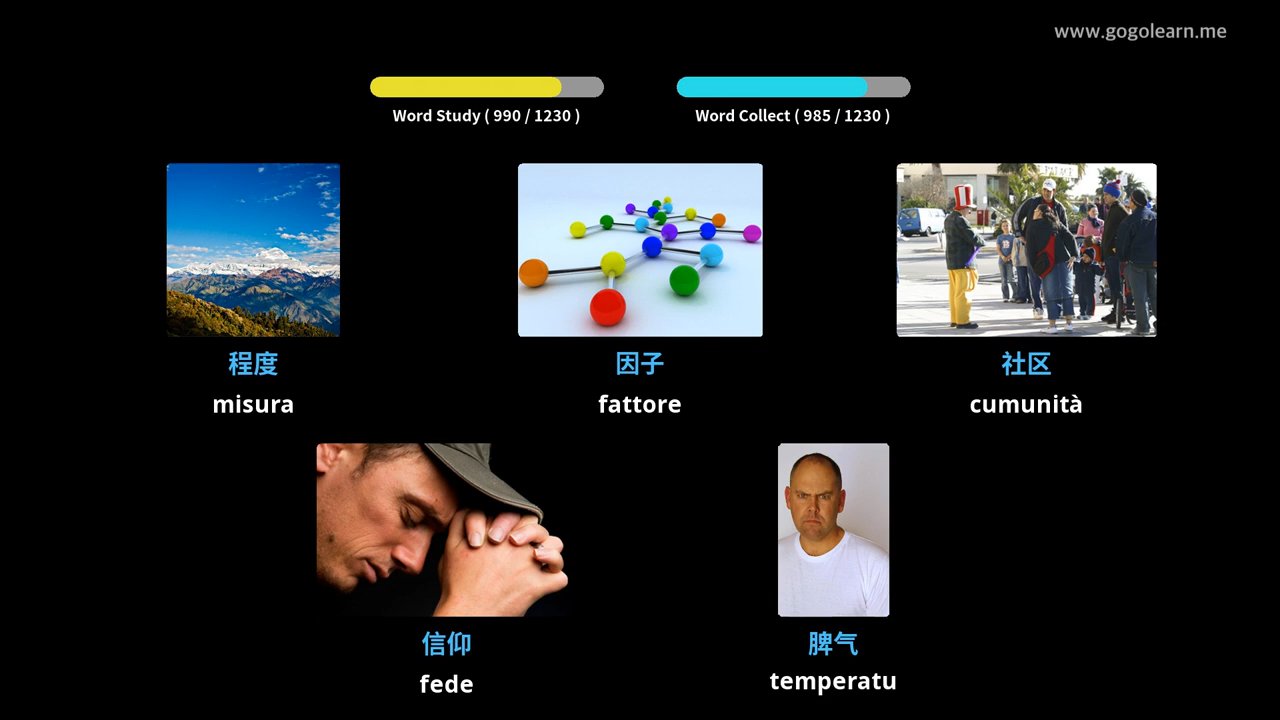 www.gogolearn.me
Word Study ( 990 / 1230 )
Word Collect ( 985 / 1230 )
程度
misura
因子
fattore
社区
cumunità
信仰
fede
脾气
temperatu